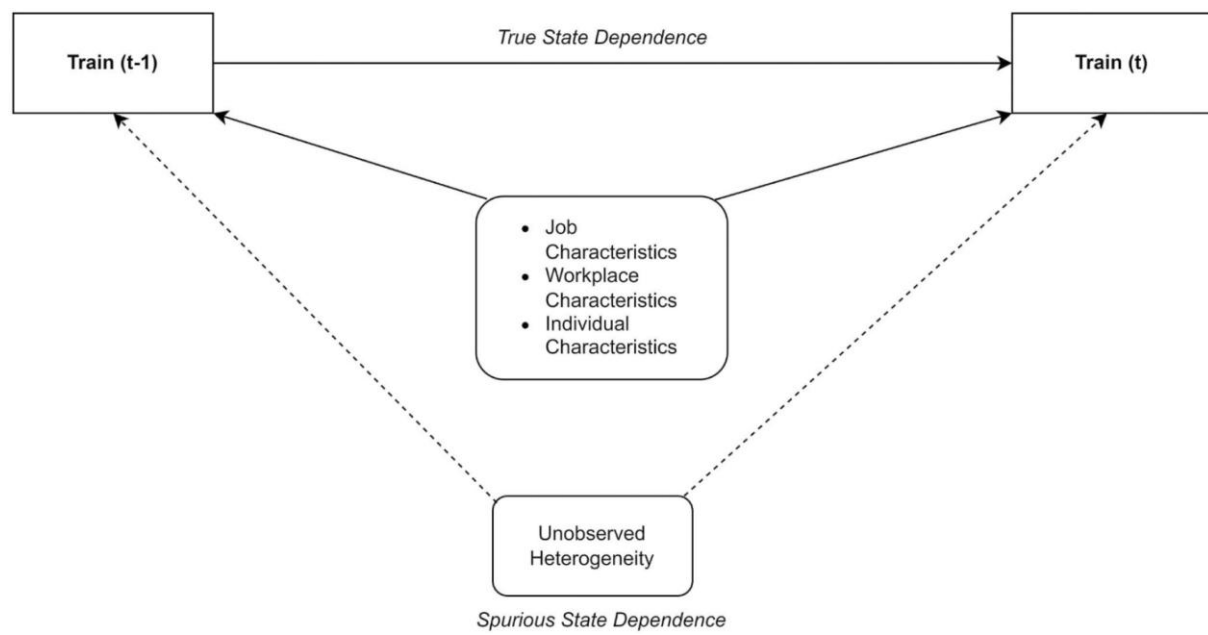 True State Dependence
Train (t-1)
Train (t)
• Job
Characteristics
• Workplace
Characteristics
• Individual
Characteristics
Unobserved
Heterogeneity
Spurious State Dependence